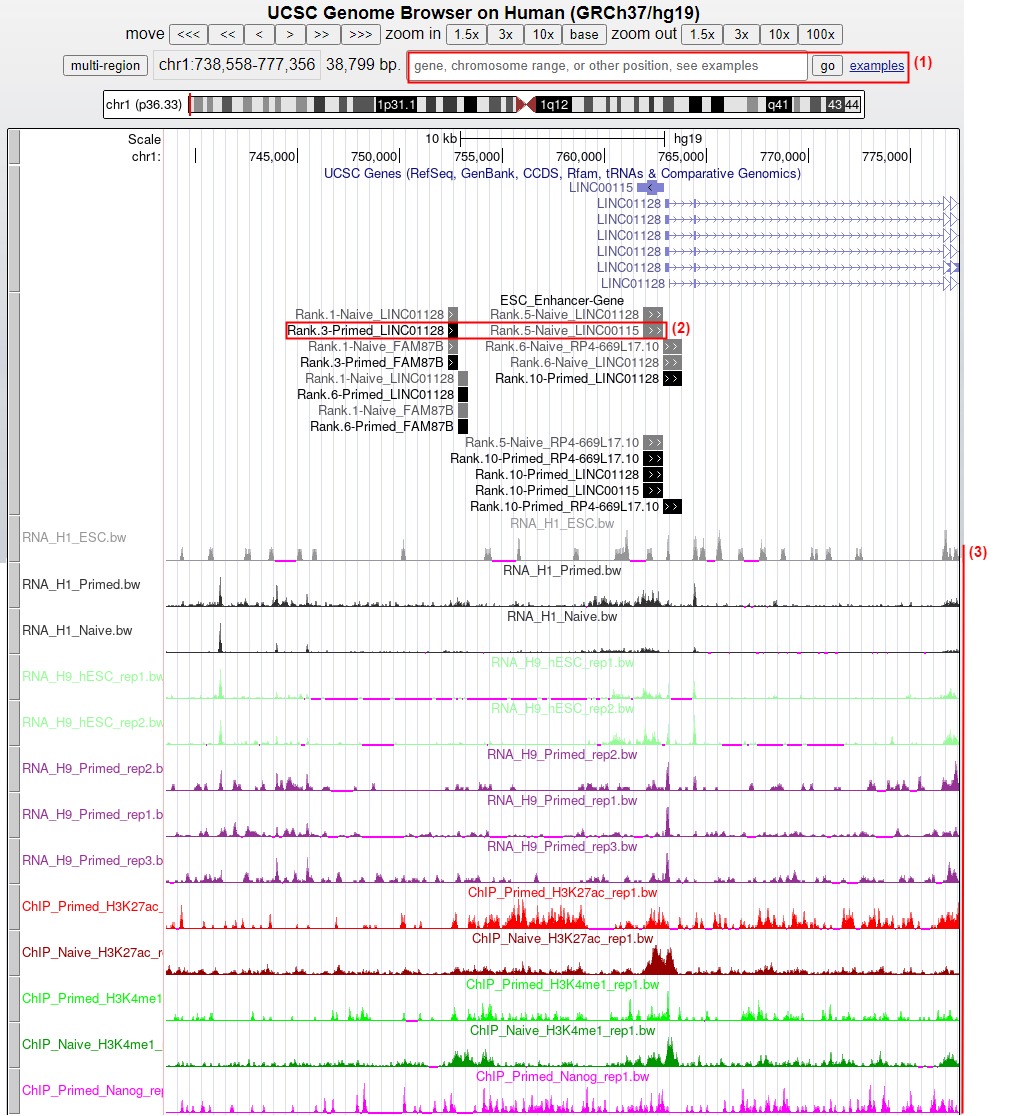 UCSC Genome Browser on Human (GRCh37/hg19)
move <<< << < > >> >>> zoom in 1.5x 3x 10x base zoom out 1.5x 3x 10x 100x
multi-region chr1:738,558-777,356 38,799 bp. gene, chromosome range, or other position, see examples go examples (1)
chr1 (p36.33) 1p31.1 1q12 q41 43 44
Scale 10 kb hg19
chr1: 745,000 750,000 755,000 760,000 765,000 770,000 775,000
UCSC Genes (RefSeq, GenBank, CCDS, Rfam, tRNAs & Comparative Genomics)
LINC00115
LINC01128
LINC01128
LINC01128
LINC01128
LINC01128
LINC01128
ESC_Enhancer-Gene
Rank.1-Naive_LINC01128 Rank.5-Naive_LINC01128
Rank.3-Primed_LINC01128 Rank.5-Naive_LINC00115 (2)
Rank.1-Naive_FAM87B Rank.6-Naive_RP4-669L17.10
Rank.3-Primed_FAM87B Rank.6-Naive_LINC01128
Rank.1-Naive_LINC01128 Rank.10-Primed_LINC01128
Rank.6-Primed_LINC01128
Rank.1-Naive_FAM87B
Rank.6-Primed_FAM87B
Rank.5-Naive_RP4-669L17.10
Rank.10-Primed_RP4-669L17.10
Rank.10-Primed_LINC01128
Rank.10-Primed_LINC00115
Rank.10-Primed_RP4-669L17.10
RNA_H1_ESC.bw
RNA_H1_ESC.bw
(3)
RNA_H1_Primed.bw
RNA_H1_Primed.bw
RNA_H1_Naive.bw
RNA_H1_Naive.bw
RNA_H9_hESC_rep1.bw
RNA_H9_hESC_rep1.bw
RNA_H9_hESC_rep2.bw
RNA_H9_hESC_rep2.bw
RNA_H9_Primed_rep2.bw
RNA_H9_Primed_rep2.b
RNA_H9_Primed_rep1.bw
RNA_H9_Primed_rep1.b
RNA_H9_Primed_rep3.bw
RNA_H9_Primed_rep3.b
ChIP_Primed_H3K27ac_rep1.bw
ChIP_Primed_H3K27ac_
ChIP_Naive_H3K27ac_rep1.bw
ChIP_Naive_H3K27ac_r
ChIP_Primed_H3K4me1_rep1.bw
ChIP_Primed_H3K4me1
ChIP_Naive_H3K4me1_rep1.bw
ChIP_Naive_H3K4me1_
ChIP_Primed_Nanog_rep1.bw
ChIP_Primed_Nanog_rep